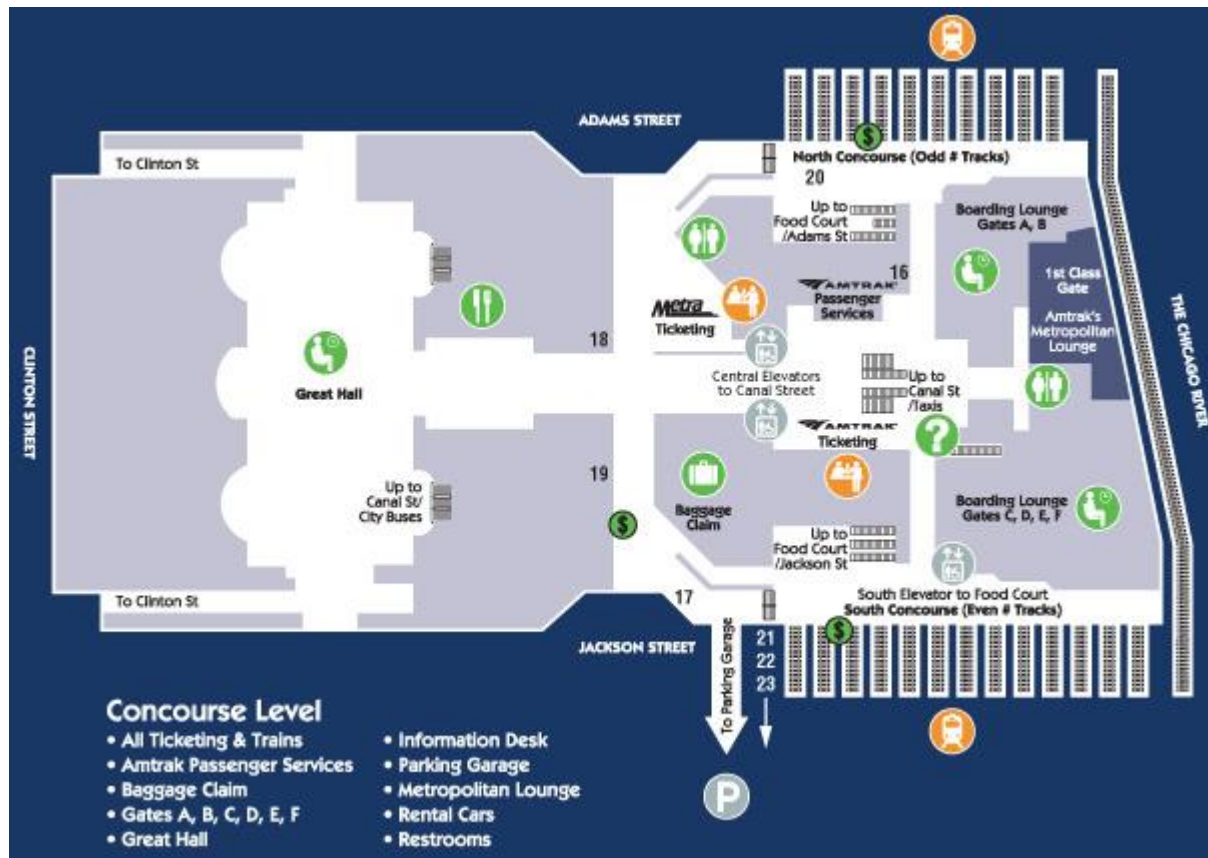 ADAMS STREET
To Clinton St
North Concourse (Odd # Tracks)
20
Up to
Food Court
/Adams St
Boarding Lounge
Gates A, B
16
AMTRAK
Passenger
Services
1st Class
Gate
Amtrak's
Metropolitan
Lounge
THE CHICAGO RIVER
Metra
Ticketing
18
CLINTON STREET
Great Hall
Central Elevators
to Canal Street
Up to
Canal St
/Taxis
AMTRAK
Ticketing
?
19
Up to
Canal St/
City Buses
$
$
$
Baggage
Claim
Boarding Lounge
Gates C, D, E, F
Up to
Food Court
/Jackson St
To Clinton St
17
South Elevator to Food Court
South Concourse (Even # Tracks)
JACKSON STREET
To Parking Garage
21
22
23
P
Concourse Level
• All Ticketing & Trains
• Amtrak Passenger Services
• Baggage Claim
• Gates A, B, C, D, E, F
• Great Hall
• Information Desk
• Parking Garage
• Metropolitan Lounge
• Rental Cars
• Restrooms